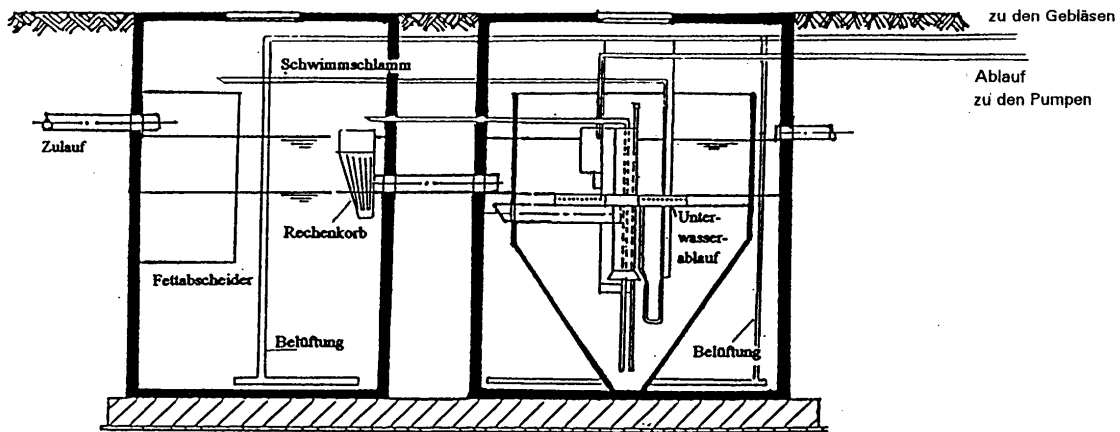 zu den Gebläsen
Schwimmschlamm
Ablauf
zu den Pumpen
Zulauf
Rechenkorb
Unter-
wasser-
ablauf
Fettabscheider
Belüftung
Belüftung